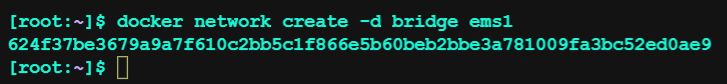 [root:~]$ docker network create -d bridge ems1
624f37be3679a9a7f610c2bb5c1f866e5b60beb2bbe3a781009fa3bc52ed0ae9
[root:~]$